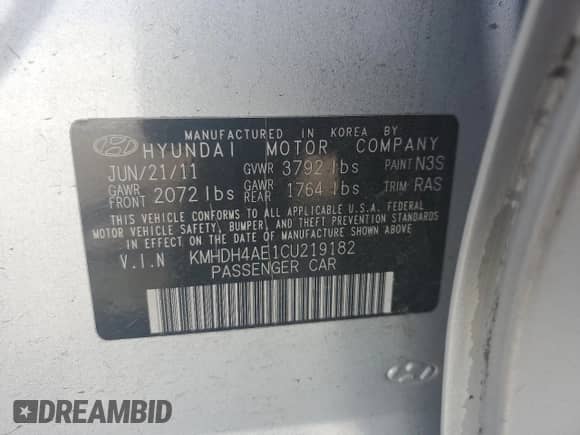 MANUFACTURED IN KOREA BY
HYUNDAI MOTOR COMPANY
JUN/21/11 GVWR 3792 lbs PAINT N3S
GAWR FRONT 2072 lbs GAWR REAR 1764 lbs TRIM RAS
THIS VEHICLE CONFORMS TO ALL APPLICABLE U.S.A. FEDERAL
MOTOR VEHICLE SAFETY, BUMPER, AND THEFT PREVENTION STANDARDS
IN EFFECT ON THE DATE OF MANUFACTURE SHOWN ABOVE.
V.I.N KMHDH4AE1CU219182
PASSENGER CAR
DREAMBID